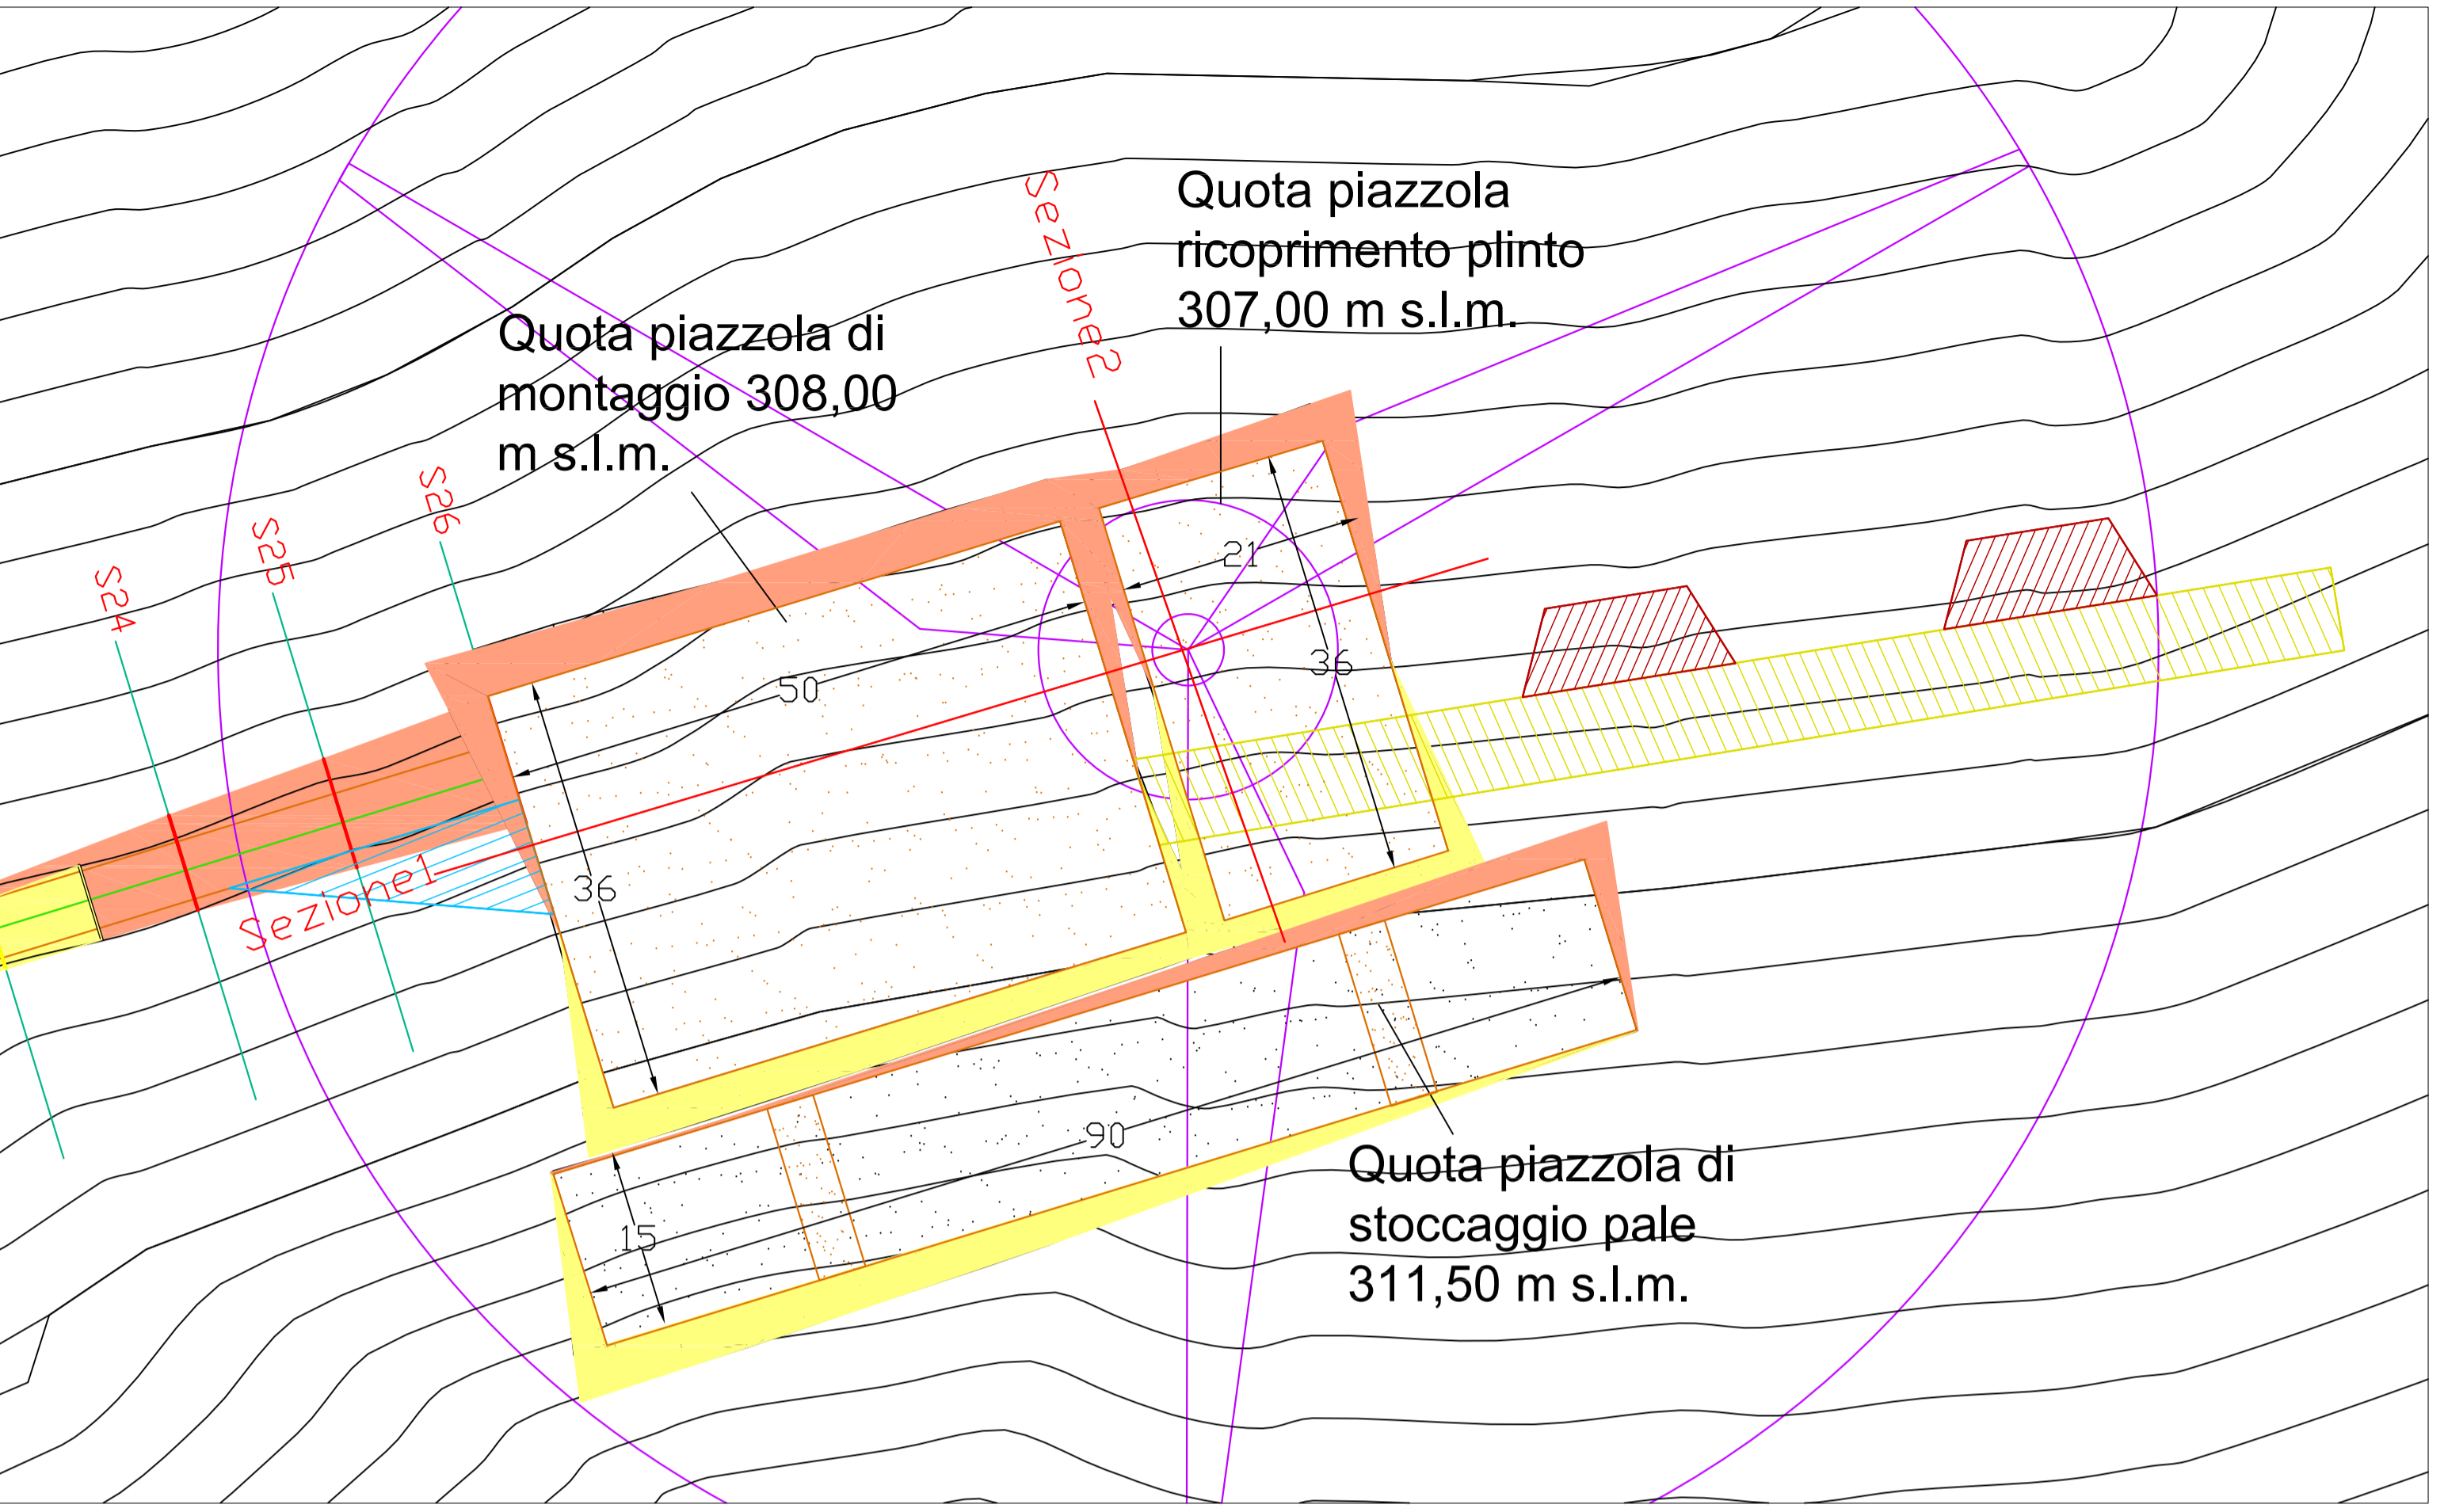 Quota piazzola
ricoprimento plinto
307,00 m s.l.m.
Sezione2
Quota piazzola di
montaggio 308,00
m s.l.m.
S26
S25
S24
21
36
50
36
Sezione1
90
15
Quota piazzola di
stoccaggio pale
311,50 m s.l.m.